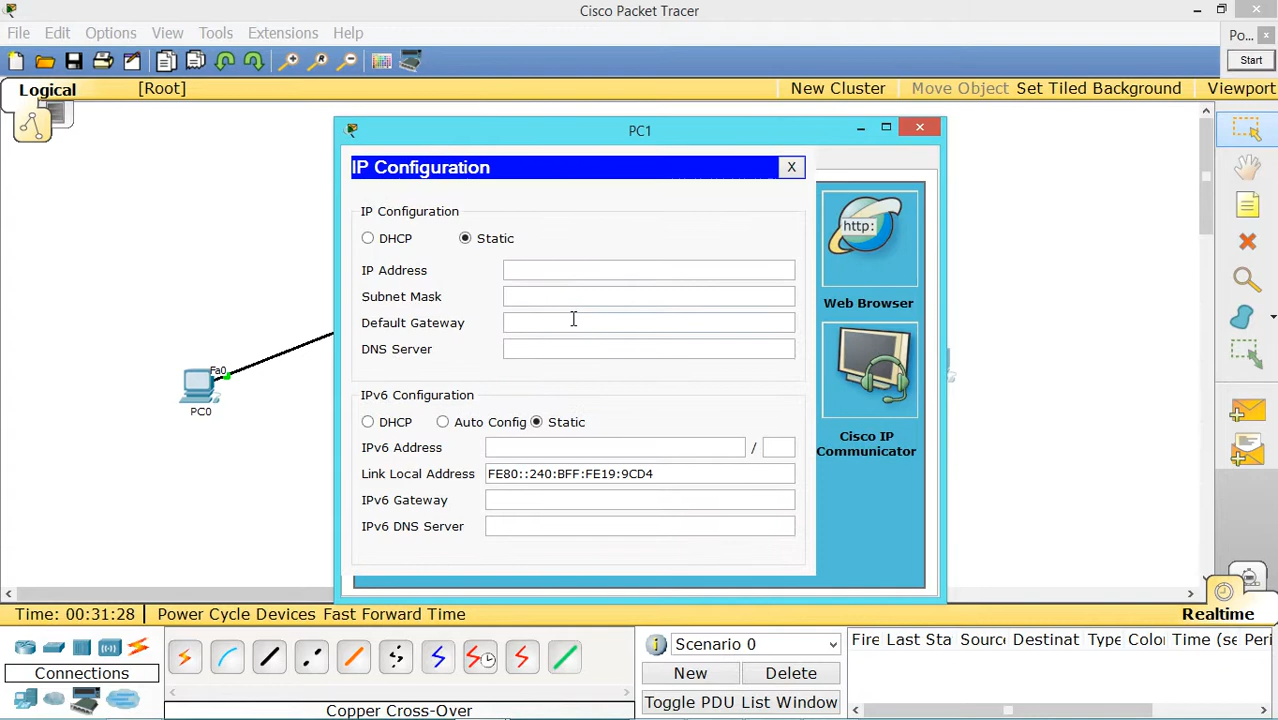 Cisco Packet Tracer
File Edit Options View Tools Extensions Help
Po...
Start
Logical [Root] New Cluster Move Object Set Tiled Background Viewport
PC1
IP Configuration X
IP Configuration
DHCP Static
IP Address
Subnet Mask
Default Gateway
DNS Server
IPv6 Configuration
DHCP Auto Config Static
IPv6 Address /
Link Local Address FE80::240:BFF:FE19:9CD4
IPv6 Gateway
IPv6 DNS Server
http:
Web Browser
Cisco IP
Communicator
Fa0
PC0
Time: 00:31:28 Power Cycle Devices Fast Forward Time Realtime
Connections
Copper Cross-Over
Scenario 0
New Delete
Toggle PDU List Window
Fire Last Sta Source Destinat Type Color Time (se Peri